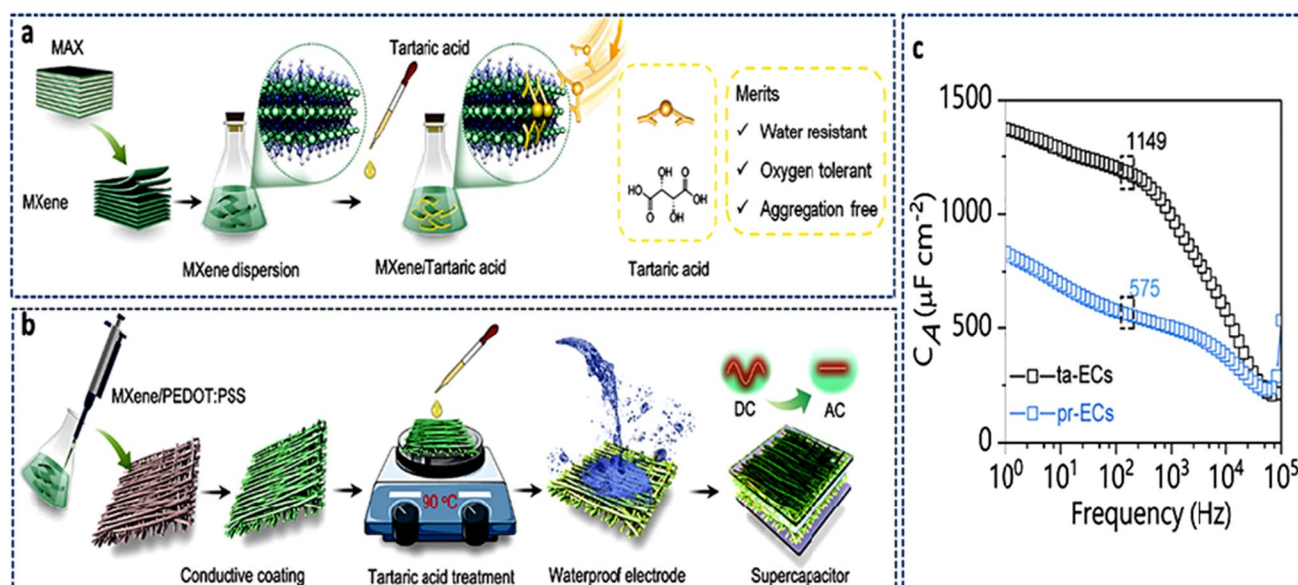 a
MAX
MXene
MXene dispersion
Tartaric acid
MXene/Tartaric acid
HO
O
OH
OH
O
OH
Tartaric acid
Merits
✓ Water resistant
✓ Oxygen tolerant
✓ Aggregation free
b
MXene/PEDOT:PSS
Conductive coating
90 °C
Tartaric acid treatment
Waterproof electrode
DC
AC
Supercapacitor
c
C_A (μF cm⁻²)
1500
1000
500
0
1149
575
ta-ECs
pr-ECs
10⁰ 10¹ 10² 10³ 10⁴ 10⁵
Frequency (Hz)